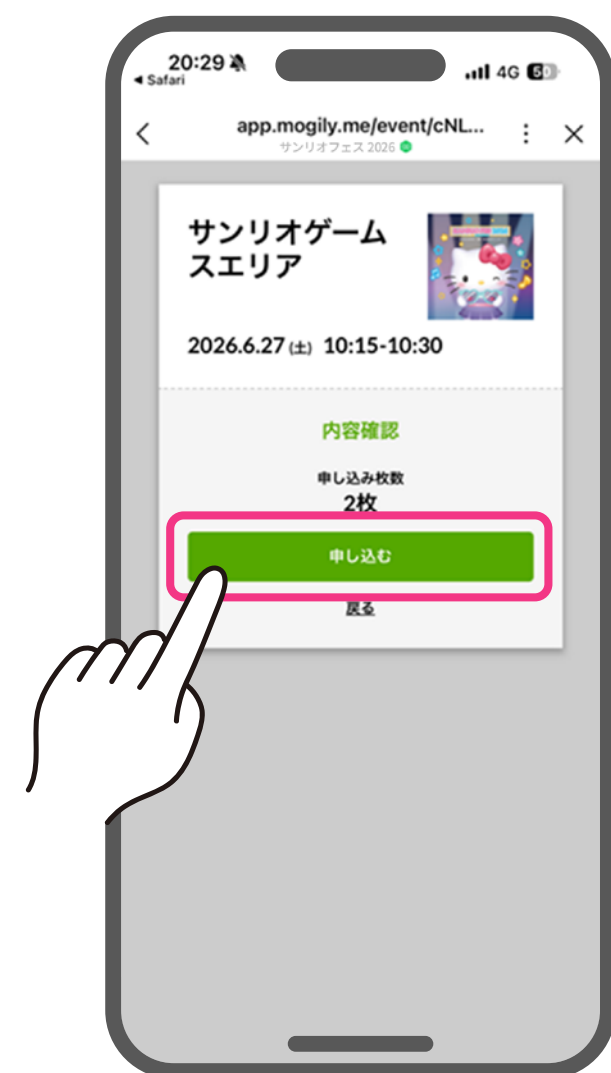 20:29
4G 50
◀ Safari
app.mogily.me/event/cNL...
サンリオフェス 2026
サンリオゲーム
スエリア
2026.6.27 (土) 10:15-10:30
内容確認
申し込み枚数
2枚
申し込む
戻る